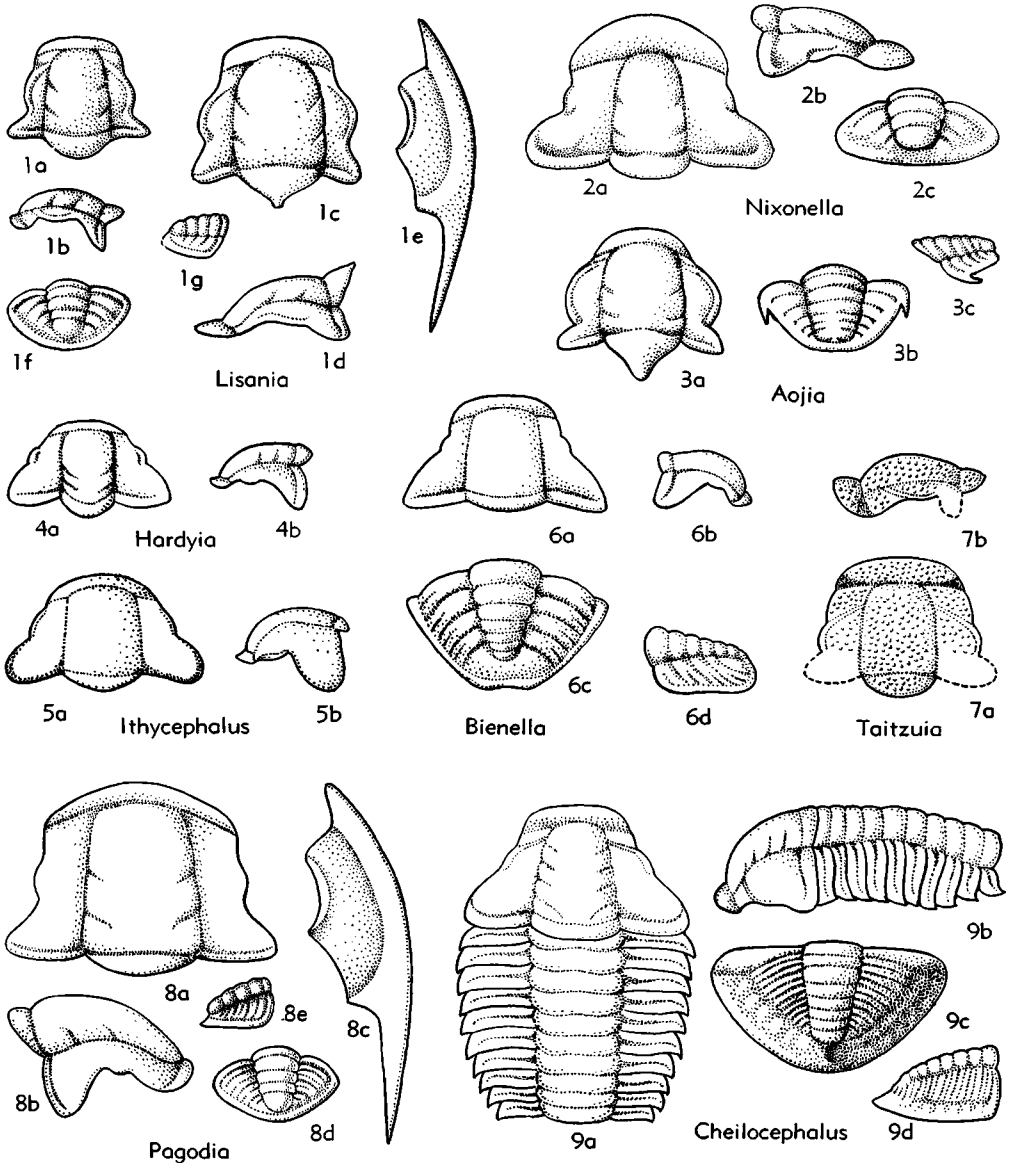 1a
1b
1c
1g
1e
1f
1d
Lisania
2a
2b
2c
Nixonella
3a
3b
3c
Aojia
4a
4b
Hardyia
5a
5b
Ithycephalus
6a
6b
6c
6d
Bienella
7b
7a
Taitzuia
8a
8e
8c
8b
8d
Pagodia
9a
9b
9c
9d
Cheilocephalus